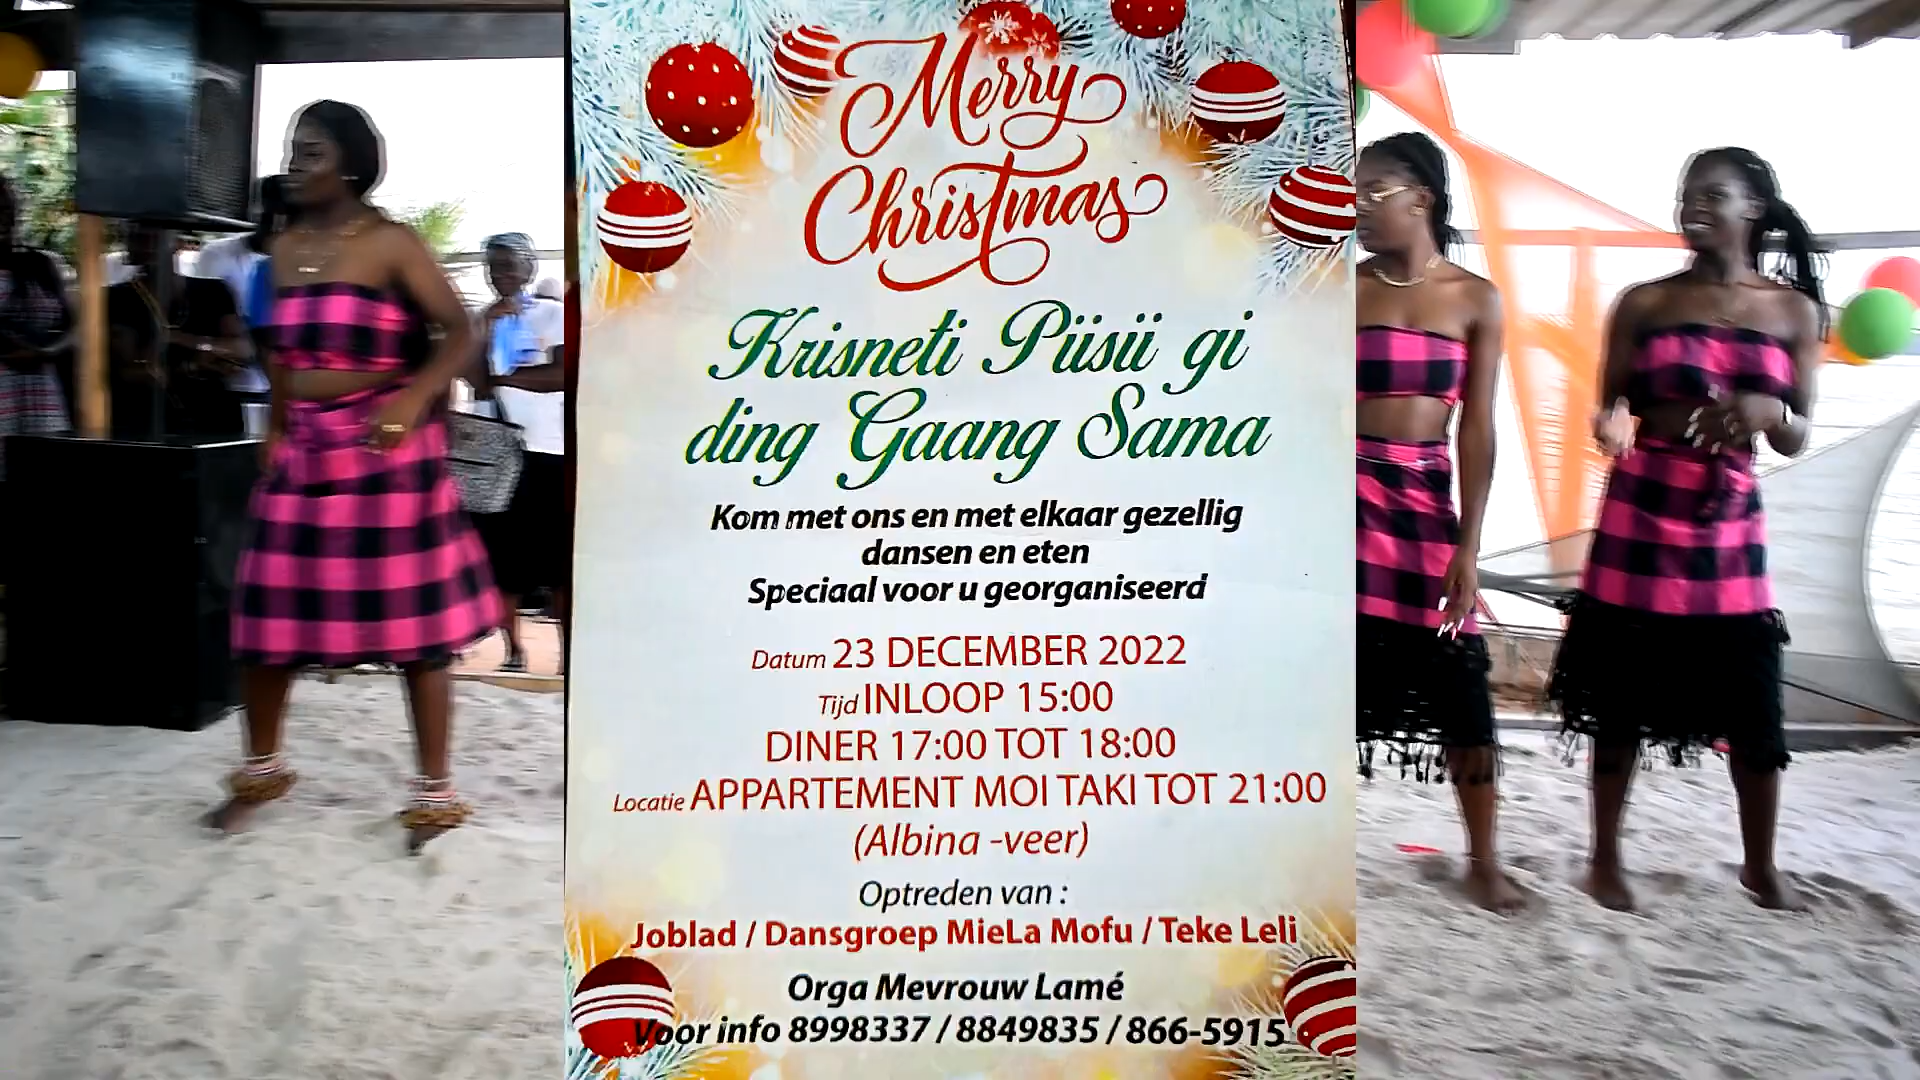 Merry
Christmas
Krisneti Piisii gi
ding Gaang Sama
Kom met ons en met elkaar gezellig
dansen en eten
Speciaal voor u georganiseerd
Datum 23 DECEMBER 2022
Tijd INLOOP 15:00
DINER 17:00 TOT 18:00
Locatie APPARTEMENT MOI TAKI TOT 21:00
(Albina -veer)
Optreden van :
Joblad / Dansgroep MieLa Mofu / Teke Leli
Orga Mevrouw Lamé
Voor info 8998337 / 8849835 / 866-5915